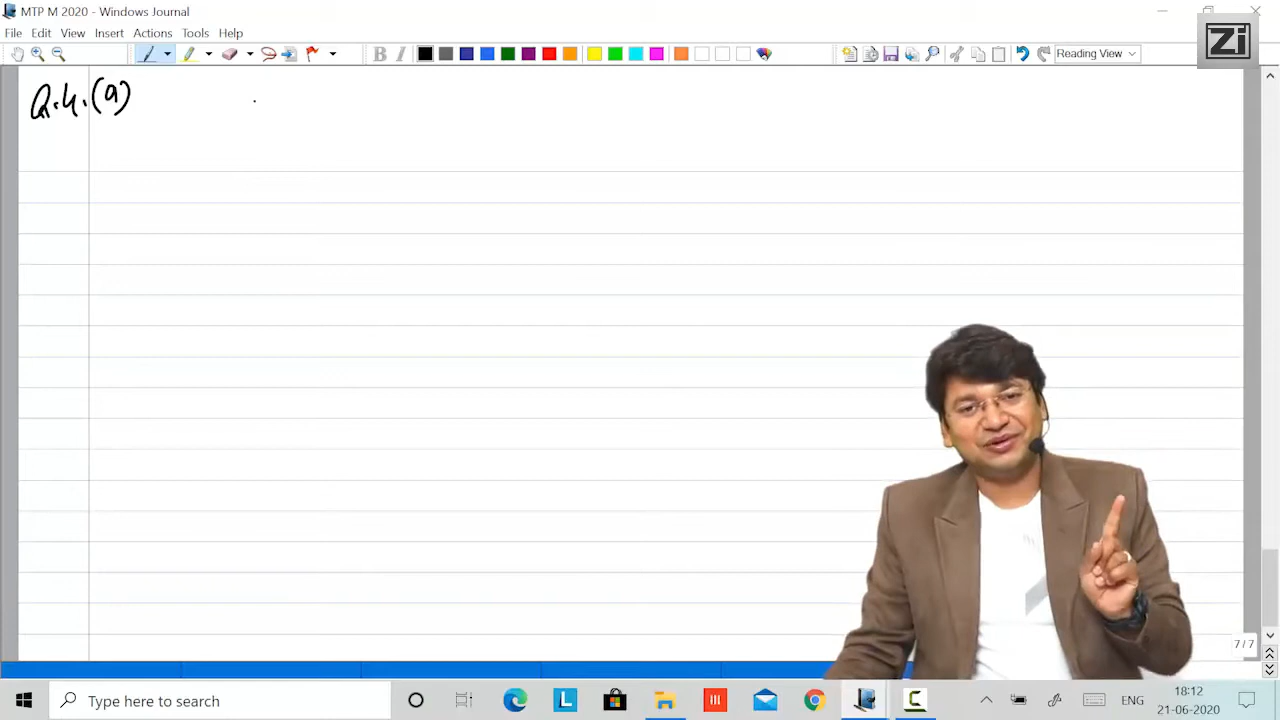 MTP M 2020 - Windows Journal
Zi
File Edit View Insert Actions Tools Help
B I
Reading View
Q.4.(a)
7/7
Type here to search
ENG
18:12
21-06-2020